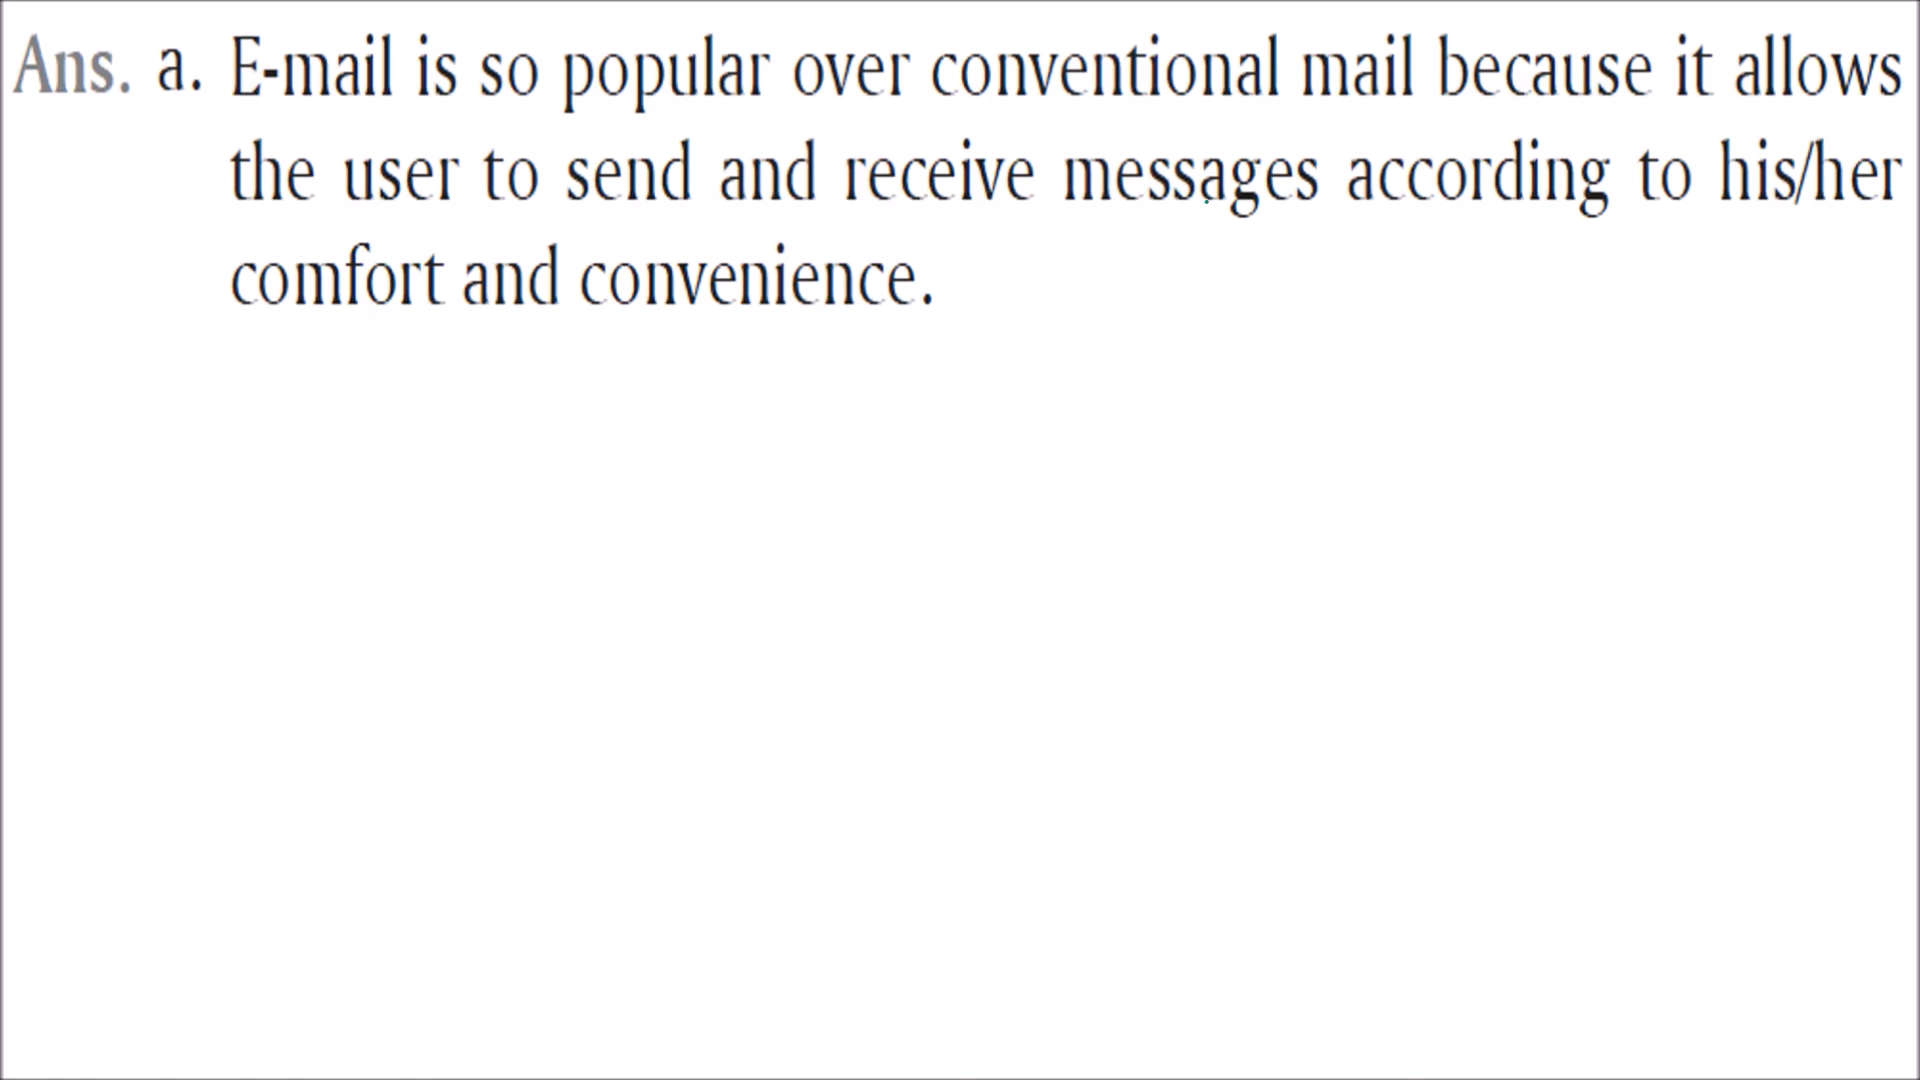 Ans. a. E-mail is so popular over conventional mail because it allows
the user to send and receive messages according to his/her
comfort and convenience.